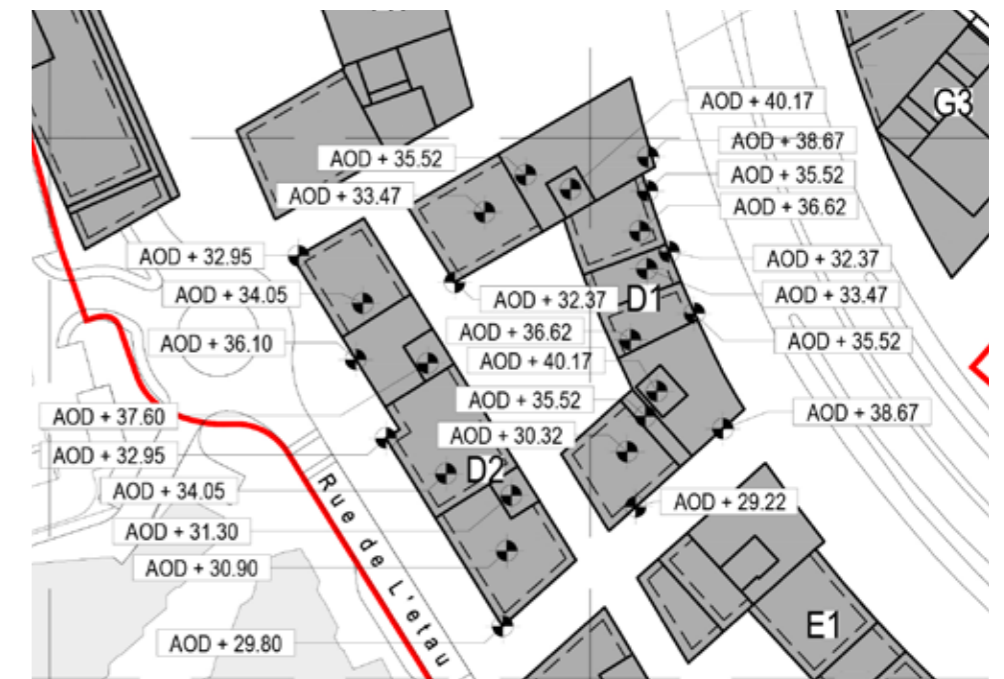 G3
AOD + 40.17
AOD + 38.67
AOD + 35.52
AOD + 35.52
AOD + 33.47
AOD + 36.62
AOD + 32.95
AOD + 32.37
AOD + 34.05
AOD + 32.37
AOD + 33.47
D1
AOD + 36.62
AOD + 36.10
AOD + 35.52
AOD + 40.17
AOD + 35.52
AOD + 37.60
AOD + 38.67
AOD + 30.32
AOD + 32.95
D2
AOD + 34.05
AOD + 29.22
AOD + 31.30
AOD + 30.90
Rue de L'etau
E1
AOD + 29.80